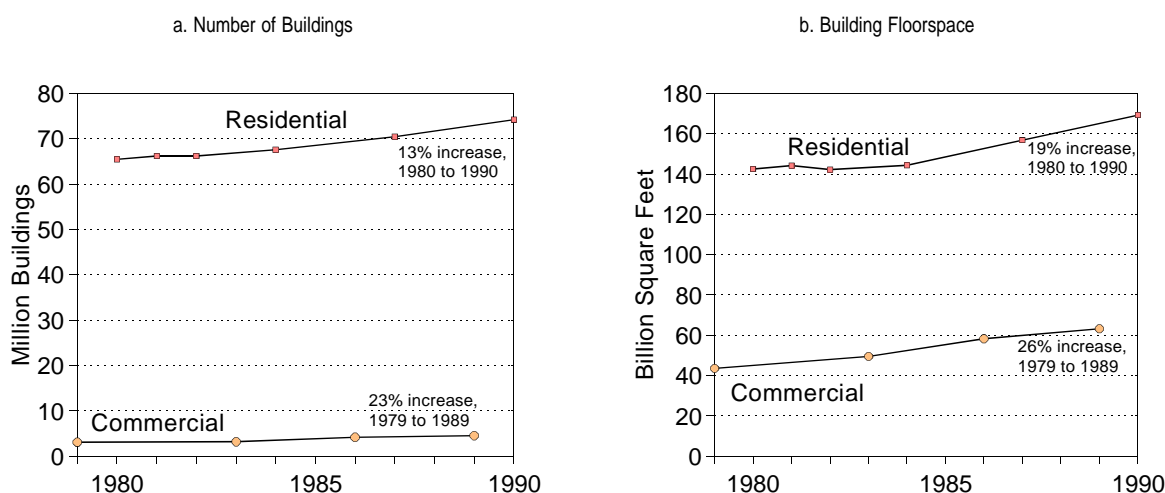 a. Number of Buildings
80
70
60
50
40
30
20
10
0
Million Buildings
Residential
13% increase,
1980 to 1990
Commercial
23% increase,
1979 to 1989
1980
1985
1990
b. Building Floorspace
180
160
140
120
100
80
60
40
20
0
Billion Square Feet
Residential
19% increase,
1980 to 1990
26% increase,
1979 to 1989
Commercial
1980
1985
1990